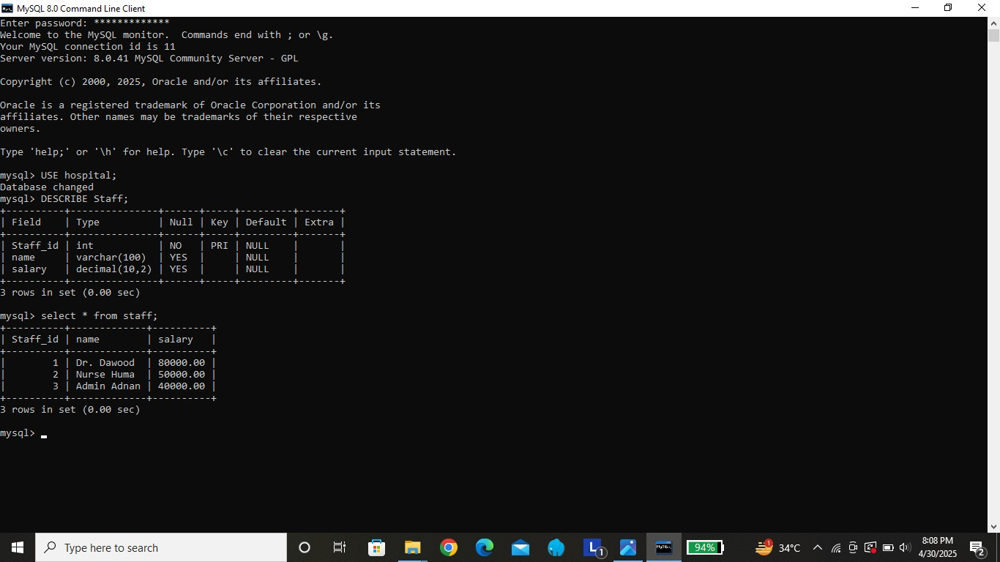 MySQL 8.0 Command Line Client
Enter password: *************
Welcome to the MySQL monitor.  Commands end with ; or \g.
Your MySQL connection id is 11
Server version: 8.0.41 MySQL Community Server - GPL
Copyright (c) 2000, 2025, Oracle and/or its affiliates.
Oracle is a registered trademark of Oracle Corporation and/or its
affiliates. Other names may be trademarks of their respective
owners.
Type 'help;' or '\h' for help. Type '\c' to clear the current input statement.
mysql> USE hospital;
Database changed
mysql> DESCRIBE Staff;
+----------+---------------+------+-----+---------+-------+
| Field    | Type          | Null | Key | Default | Extra |
+----------+---------------+------+-----+---------+-------+
| Staff_id | int           | NO   | PRI | NULL    |       |
| name     | varchar(100)  | YES  |     | NULL    |       |
| salary   | decimal(10,2) | YES  |     | NULL    |       |
+----------+---------------+------+-----+---------+-------+
3 rows in set (0.00 sec)
mysql> select * from staff;
+----------+-------------+----------+
| Staff_id | name        | salary   |
+----------+-------------+----------+
|        1 | Dr. Dawood  | 80000.00 |
|        2 | Nurse Huma  | 50000.00 |
|        3 | Admin Adnan | 40000.00 |
+----------+-------------+----------+
3 rows in set (0.00 sec)
mysql> _
Type here to search
L 1
94%
1
34°C
8:08 PM
4/30/2025
2